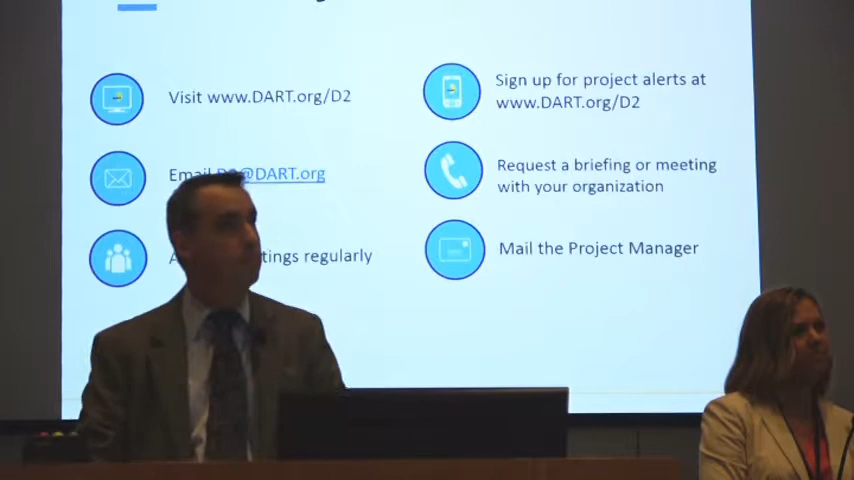 Visit www.DART.org/D2
Email @DART.org
regularly
Sign up for project alerts at
www.DART.org/D2
Request a briefing or meeting
with your organization
Mail the Project Manager